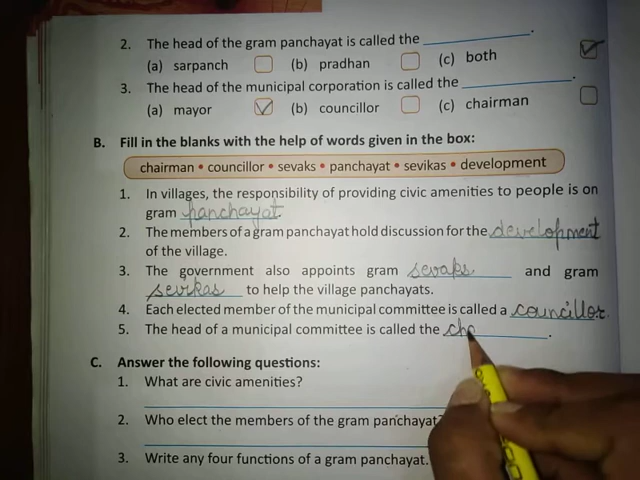 2. The head of the gram panchayat is called the ____________.
(a) sarpanch (b) pradhan (c) both
3. The head of the municipal corporation is called the ____________.
(a) mayor (b) councillor (c) chairman
B. Fill in the blanks with the help of words given in the box:
chairman • councillor • sevaks • panchayat • sevikas • development
1. In villages, the responsibility of providing civic amenities to people is on
gram panchayat.
2. The members of a gram panchayat hold discussion for the development
of the village.
3. The government also appoints gram sevaks and gram
sevikas to help the village panchayats.
4. Each elected member of the municipal committee is called a councillor.
5. The head of a municipal committee is called the cha
C. Answer the following questions:
1. What are civic amenities?
2. Who elect the members of the gram panchayat?
3. Write any four functions of a gram panchayat.